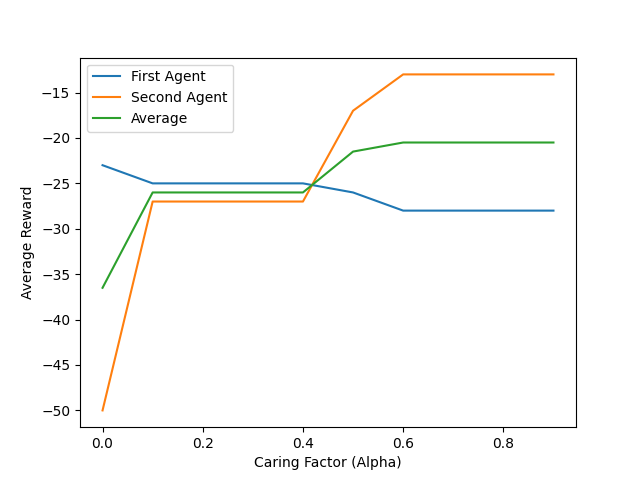 First Agent
Second Agent
Average
Average Reward
−15
−20
−25
−30
−35
−40
−45
−50
0.0 0.2 0.4 0.6 0.8
Caring Factor (Alpha)